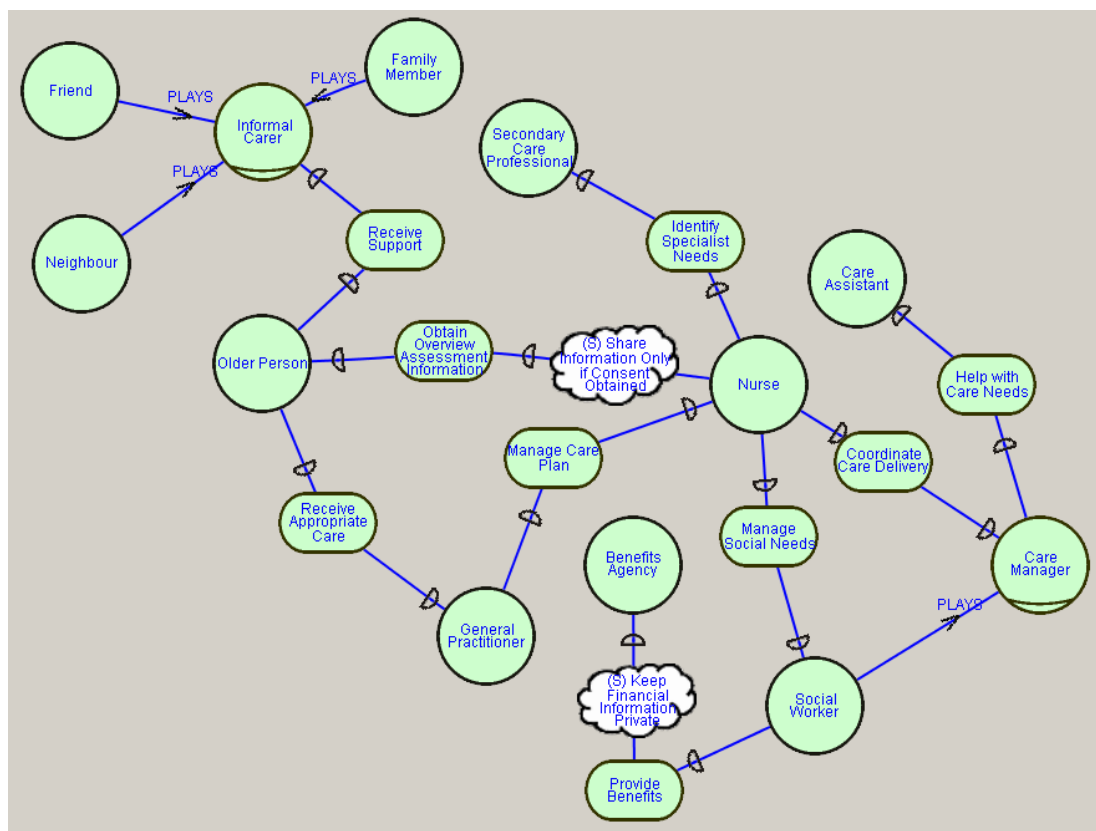 Friend
PLAYS
Informal
Carer
PLAYS
Family
Member
PLAYS
Neighbour
Receive
Support
Secondary
Care
Professional
Identify
Specialist
Needs
Care
Assistant
Older Person
Obtain
Overview
Assessment
Information
(S) Share
Information Only
if Consent
Obtained
Nurse
Help with
Care Needs
Manage Care
Plan
Coordinate
Care Delivery
Receive
Appropriate
Care
Benefits
Agency
Manage
Social Needs
Care
Manager
General
Practitioner
PLAYS
(S) Keep
Financial
Information
Private
Social
Worker
Provide
Benefits